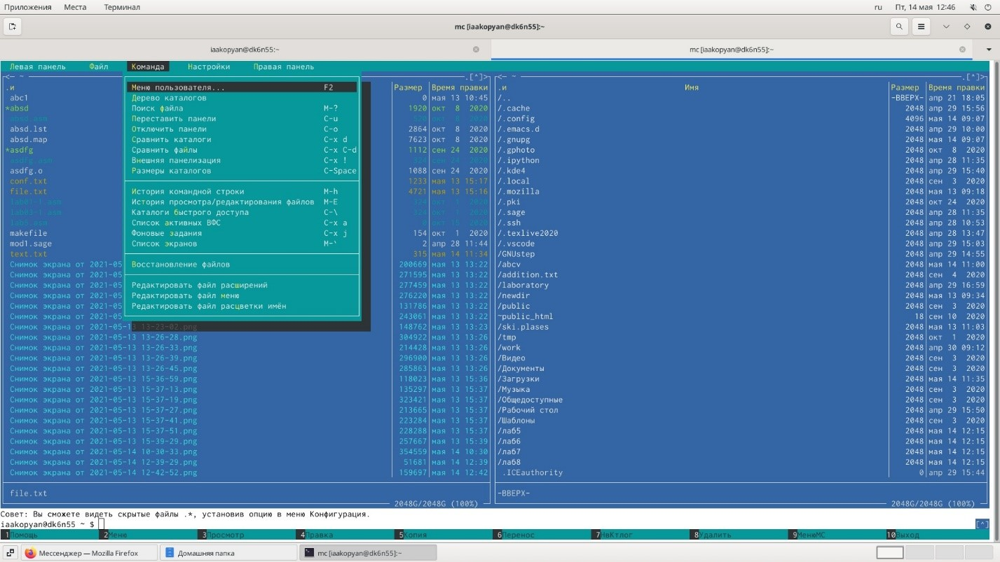 Приложения Места Терминал ru Пт, 14 мая 12:46
mc [iaakopyan@dk6n55]:~
iaakopyan@dk6n55:~ mc [iaakopyan@dk6n55]:~
Левая панель Файл Команда Настройки Правая панель
<— ~ .[^]> <— ~ .[^]>
.и Меню пользователя... F2 Размер Время правки .и Имя Размер Время правки
abc1 Дерево каталогов 0 мая 13 10:45 /.. -ВВЕРХ- апр 21 18:05
*absd Поиск файла M-? 1920 окт 8 2020 /.cache 2048 апр 29 15:56
Переставить панели C-u /.config 4096 мая 14 09:07
absd.lst Отключить панели C-o 2864 окт 8 2020 /.emacs.d 2048 апр 29 10:00
absd.map Сравнить каталоги C-x d 7623 окт 8 2020 /.gnupg 2048 мая 14 09:07
*asdfg Сравнить файлы C-x C-d 1112 сен 24 2020 /.gphoto 2048 окт 8 2020
Внешняя панелизация C-x ! /.ipython 2048 апр 28 11:35
asdfg.o Размеры каталогов C-Space 1088 сен 24 2020 /.kde4 2048 апр 29 15:40
conf.txt 1233 мая 13 15:17 /.local 2048 сен 3 2020
file.txt История командной строки M-h 4721 мая 13 15:16 /.mozilla 2048 мая 13 09:18
История просмотра/редактирования файлов M-E /.pki 2048 окт 24 2020
Каталоги быстрого доступа C-\ /.sage 2048 апр 28 11:35
Список активных ВФС C-x a /.ssh 2048 апр 28 10:53
makefile Фоновые задания C-x j 154 окт 1 2020 /.texlive2020 2048 апр 28 13:47
mod1.sage Список экранов M-` 2 апр 28 11:44 /.vscode 2048 апр 29 15:03
text.txt 315 мая 14 11:34 /GNUstep 2048 апр 29 14:55
Снимок экрана от 2021-05 Восстановление файлов 200669 мая 13 13:22 /abcv 2048 мая 14 11:00
Снимок экрана от 2021-05 271595 мая 13 13:22 /addition.txt 2048 сен 4 2020
Снимок экрана от 2021-05 Редактировать файл расширений 277459 мая 13 13:22 /laboratory 2048 апр 29 16:59
Снимок экрана от 2021-05 Редактировать файл меню 276220 мая 13 13:22 /newdir 2048 мая 13 09:34
Снимок экрана от 2021-05 Редактировать файл расцветки имён 131786 мая 13 13:22 /public 2048 сен 3 2020
Снимок экрана от 2021-05 243061 мая 13 13:22 ~public_html 18 сен 10 2020
Снимок экрана от 2021-05-13 13-23-02.png 148762 мая 13 13:23 /ski.plases 2048 мая 13 11:03
Снимок экрана от 2021-05-13 13-26-28.png 304922 мая 13 13:26 /tmp 2048 окт 1 2020
Снимок экрана от 2021-05-13 13-26-33.png 214428 мая 13 13:26 /work 2048 апр 30 09:12
Снимок экрана от 2021-05-13 13-26-39.png 296900 мая 13 13:26 /Видео 2048 сен 3 2020
Снимок экрана от 2021-05-13 13-26-45.png 285863 мая 13 13:26 /Документы 2048 сен 3 2020
Снимок экрана от 2021-05-13 15-36-59.png 118023 мая 13 15:36 /Загрузки 2048 мая 14 11:35
Снимок экрана от 2021-05-13 15-37-13.png 135297 мая 13 15:37 /Музыка 2048 сен 3 2020
Снимок экрана от 2021-05-13 15-37-19.png 323421 мая 13 15:37 /Общедоступные 2048 сен 3 2020
Снимок экрана от 2021-05-13 15-37-27.png 213665 мая 13 15:37 /Рабочий стол 2048 апр 29 15:50
Снимок экрана от 2021-05-13 15-37-41.png 223284 мая 13 15:37 /Шаблоны 2048 сен 3 2020
Снимок экрана от 2021-05-13 15-37-51.png 228288 мая 13 15:37 /лаб5 2048 мая 14 12:15
Снимок экрана от 2021-05-13 15-39-29.png 257667 мая 13 15:39 /лаб6 2048 мая 14 12:15
Снимок экрана от 2021-05-14 10-30-33.png 354559 мая 14 10:30 /лаб7 2048 мая 14 12:15
Снимок экрана от 2021-05-14 12-39-29.png 51681 мая 14 12:39 /лаб8 2048 мая 14 12:15
Снимок экрана от 2021-05-14 12-42-52.png 159697 мая 14 12:42 .ICEauthority 0 апр 29 15:44
file.txt -ВВЕРХ-
2048G/2048G (100%) 2048G/2048G (100%)
Совет: Вы сможете видеть скрытые файлы .*, установив опцию в меню Конфигурация.
iaakopyan@dk6n55 ~ $ [^]
1Помощь 2Меню 3Просмотр 4Правка 5Копия 6Перенос 7НвКтлог 8Удалить 9МенюМС 10Выход
Мессенджер — Mozilla Firefox Домашняя папка mc [iaakopyan@dk6n55]:~